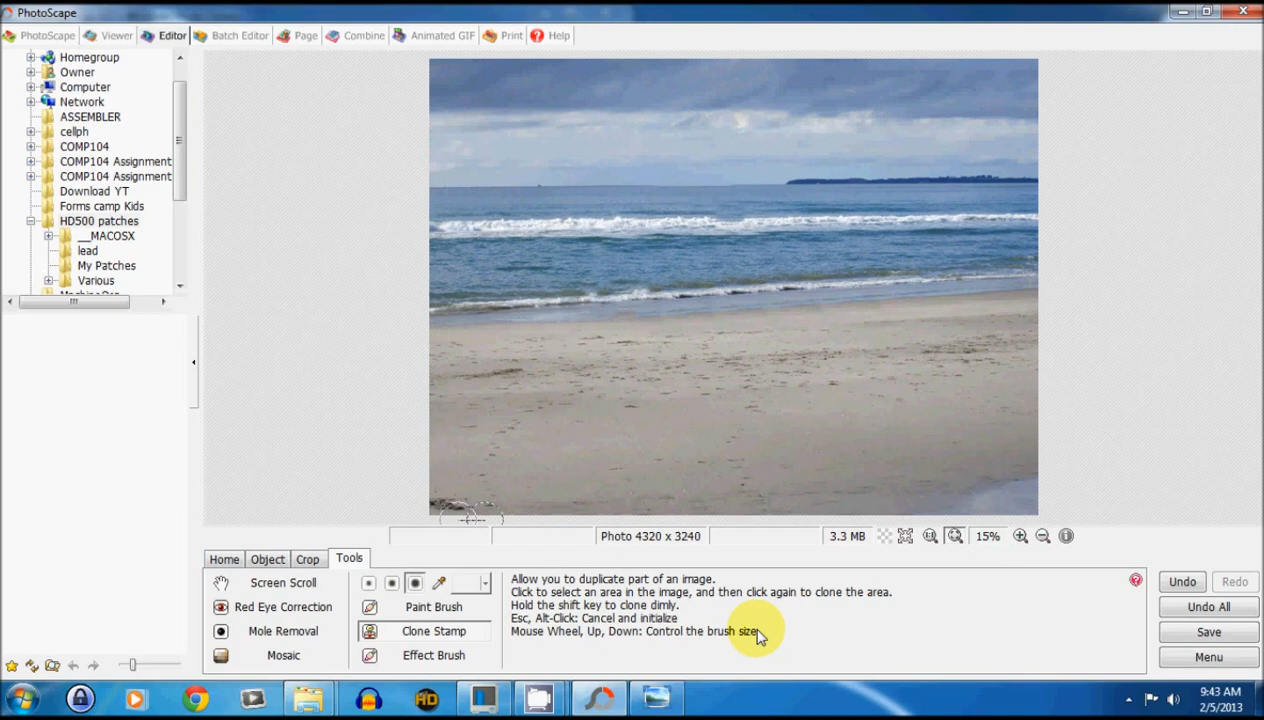 PhotoScape
PhotoScape Viewer Editor Batch Editor Page Combine Animated GIF Print Help
Homegroup
Owner
Computer
Network
ASSEMBLER
cellph
COMP104
COMP104 Assignment
COMP104 Assignment
Download YT
Forms camp Kids
HD500 patches
__MACOSX
lead
My Patches
Various
Photo 4320 x 3240 3.3 MB 15%
Home Object Crop Tools
Screen Scroll
Red Eye Correction
Mole Removal
Mosaic
Paint Brush
Clone Stamp
Effect Brush
Allow you to duplicate part of an image.
Click to select an area in the image, and then click again to clone the area.
Hold the shift key to clone dimly.
Esc, Alt-Click: Cancel and initialize
Mouse Wheel, Up, Down: Control the brush size
Undo Redo
Undo All
Save
Menu
HD
9:43 AM
2/5/2013